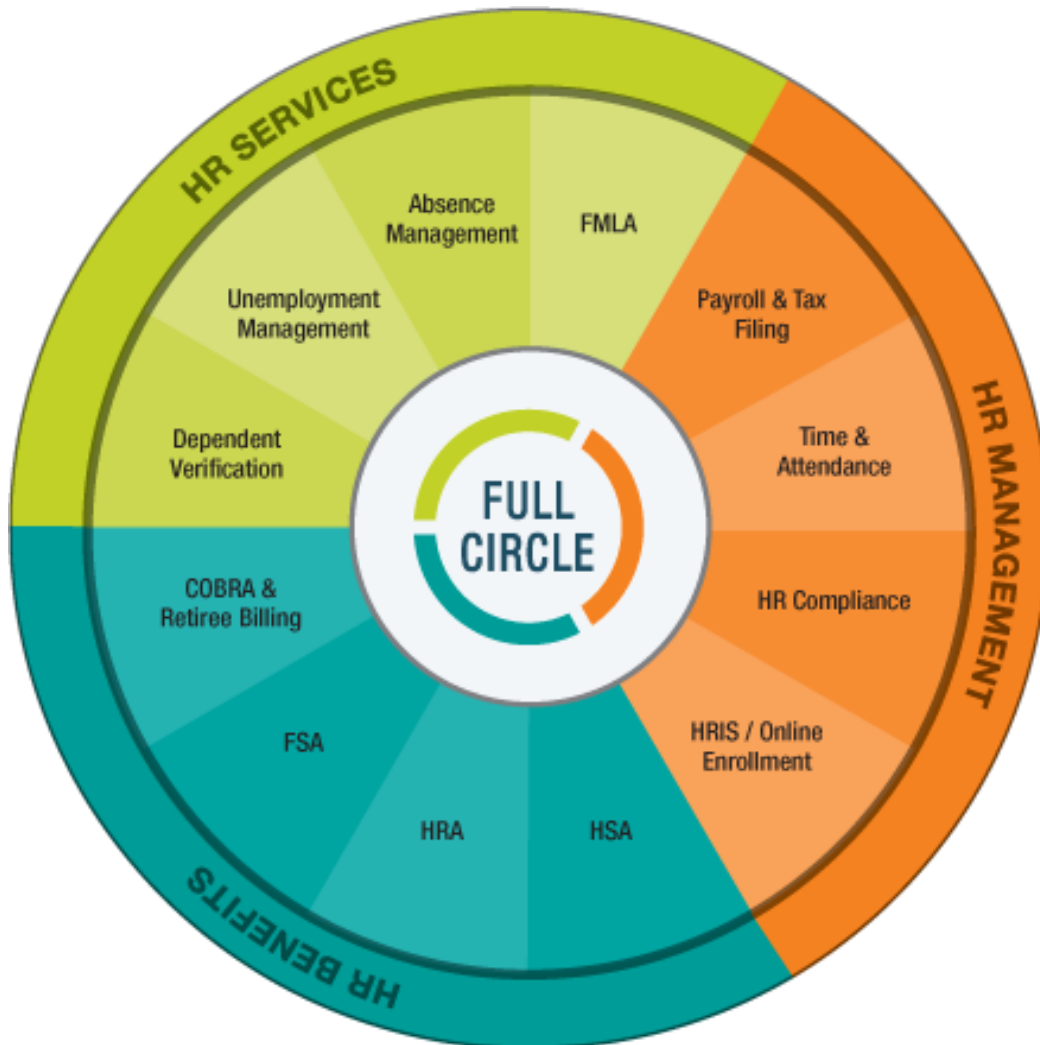 HR SERVICES
Absence
Management
FMLA
Unemployment
Management
Payroll & Tax
Filing
Dependent
Verification
Time &
Attendance
HR MANAGEMENT
FULL
CIRCLE
COBRA &
Retiree Billing
HR Compliance
FSA
HRIS / Online
Enrollment
HRA
HSA
HR BENEFITS